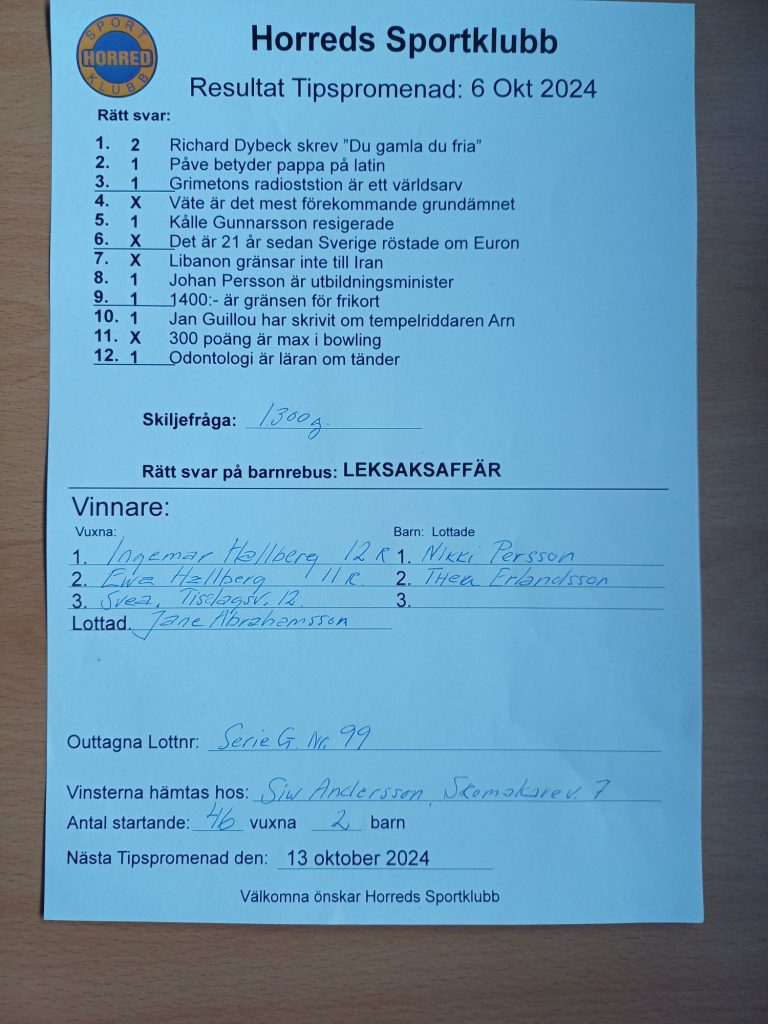 SPORT
HORRED
KLUBB
Horreds Sportklubb
Resultat Tipspromenad: 6 Okt 2024
Rätt svar:
1. 2 Richard Dybeck skrev ”Du gamla du fria”
2. 1 Påve betyder pappa på latin
3. 1 Grimetons radioststion är ett världsarv
4. X Väte är det mest förekommande grundämnet
5. 1 Kålle Gunnarsson resigerade
6. X Det är 21 år sedan Sverige röstade om Euron
7. X Libanon gränsar inte till Iran
8. 1 Johan Persson är utbildningsminister
9. 1 1400:- är gränsen för frikort
10. 1 Jan Guillou har skrivit om tempelriddaren Arn
11. X 300 poäng är max i bowling
12. 1 Odontologi är läran om tänder
Skiljefråga: 1.300g.
Rätt svar på barnrebus: LEKSAKSAFFÄR
Vinnare:
Vuxna: Barn: Lottade
1. Ingemar Hallberg 12 R 1. Nikki Persson
2. Ewa Hallberg 11 R 2. Thea Erlandsson
3. Svea, Tisdagsv. 12. 3.
Lottad. Jane Abrahamsson
Outtagna Lottnr: Serie G. Nr. 99
Vinsterna hämtas hos: Siw Andersson, Skomakarev. 7
Antal startande: 46 vuxna 2 barn
Nästa Tipspromenad den: 13 oktober 2024
Välkomna önskar Horreds Sportklubb